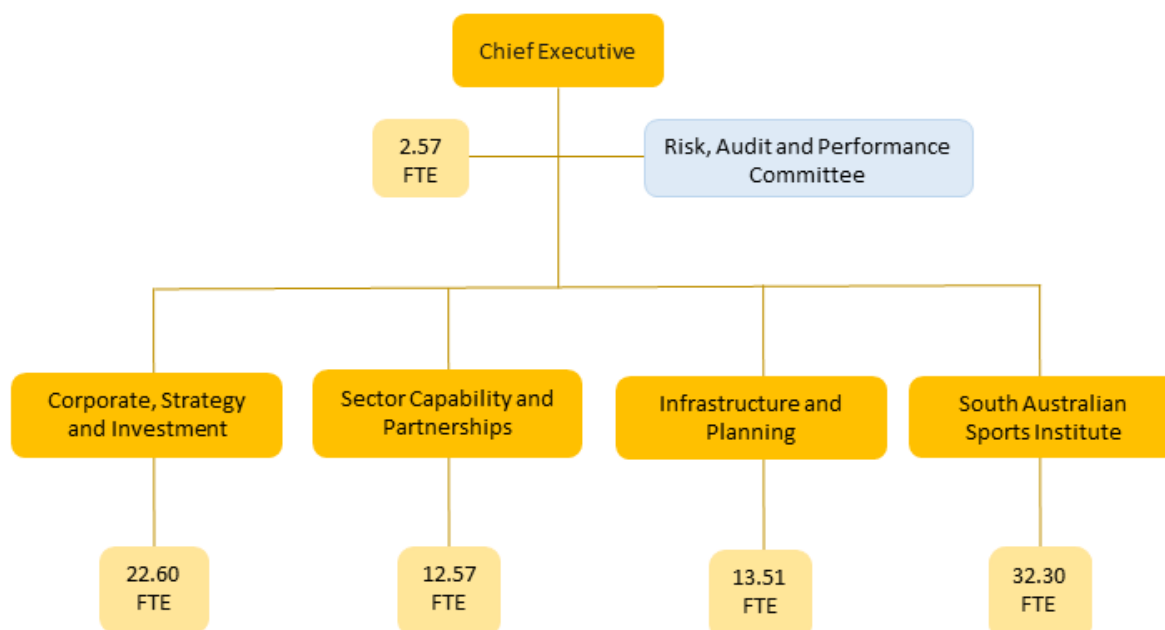 Chief Executive
2.57
FTE
Risk, Audit and Performance
Committee
Corporate, Strategy
and Investment
Sector Capability and
Partnerships
Infrastructure and
Planning
South Australian
Sports Institute
22.60
FTE
12.57
FTE
13.51
FTE
32.30
FTE